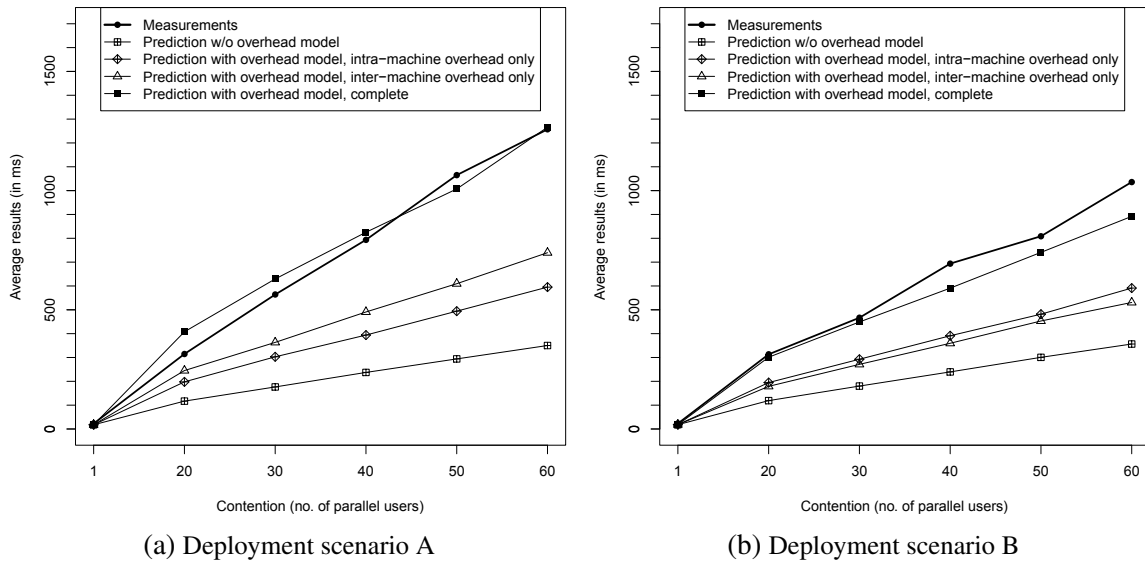 Measurements
Prediction w/o overhead model
Prediction with overhead model, intra−machine overhead only
Prediction with overhead model, inter−machine overhead only
Prediction with overhead model, complete
1500
1000
500
0
Average results (in ms)
1 20 30 40 50 60
Contention (no. of parallel users)
(a) Deployment scenario A
Measurements
Prediction w/o overhead model
Prediction with overhead model, intra−machine overhead only
Prediction with overhead model, inter−machine overhead only
Prediction with overhead model, complete
1500
1000
500
0
Average results (in ms)
1 20 30 40 50 60
Contention (no. of parallel users)
(b) Deployment scenario B